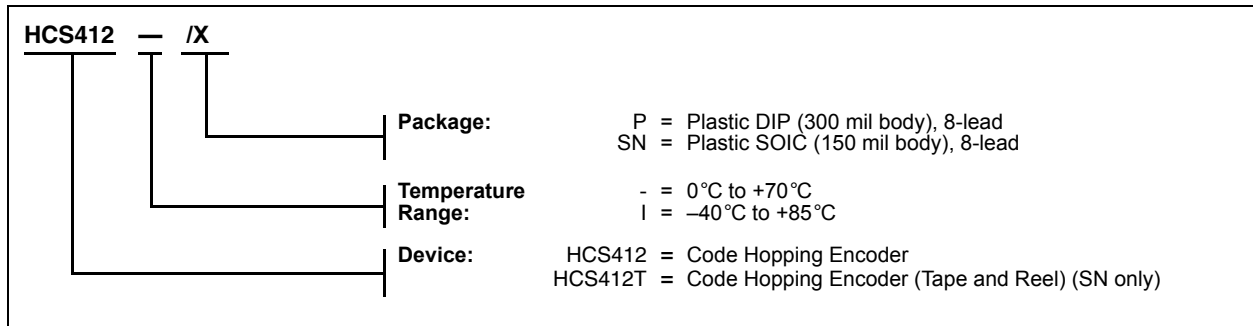 HCS412 — /X
Package: P = Plastic DIP (300 mil body), 8-lead
SN = Plastic SOIC (150 mil body), 8-lead
Temperature - = 0°C to +70°C
Range: I = –40°C to +85°C
Device: HCS412 = Code Hopping Encoder
HCS412T = Code Hopping Encoder (Tape and Reel) (SN only)